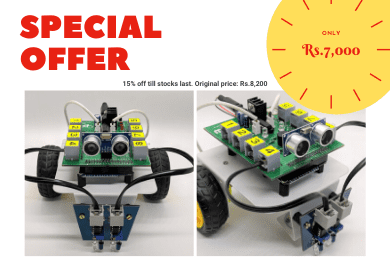 SPECIAL
OFFER
ONLY
Rs.7,000
15% off till stocks last. Original price: Rs.8,200